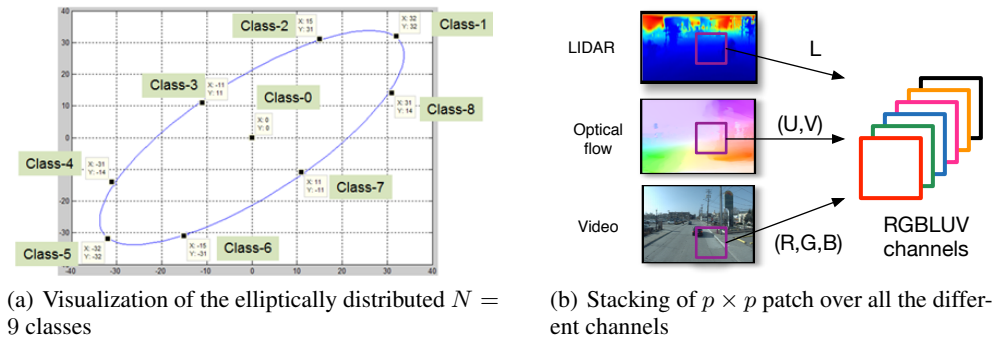 Class-2
X: 15
Y: 31
Class-1
X: 32
Y: 32
Class-3
X: -11
Y: 11
Class-0
X: 0
Y: 0
Class-8
X: 31
Y: 14
Class-4
X: -31
Y: -14
Class-7
X: 11
Y: -11
Class-5
X: -32
Y: -32
Class-6
X: -15
Y: -31
40
30
20
10
0
-10
-20
-30
-40
-30
-20
-10
0
10
20
30
40
(a) Visualization of the elliptically distributed N =
9 classes
LIDAR
L
Optical
flow
(U,V)
Video
(R,G,B)
RGBLUV
channels
(b) Stacking of p × p patch over all the differ-
ent channels